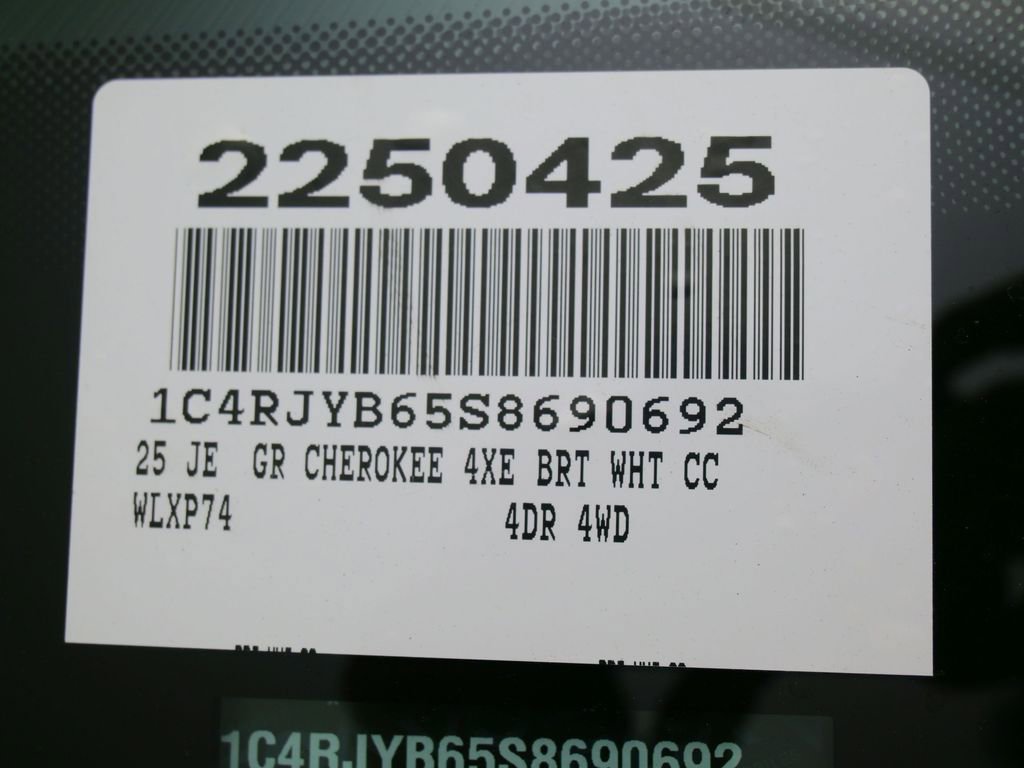 2250425
1C4RJYB65S8690692
25 JE GR CHEROKEE 4XE BRT WHT CC
WLXP74 4DR 4WD
1C4RJYB65S8690692